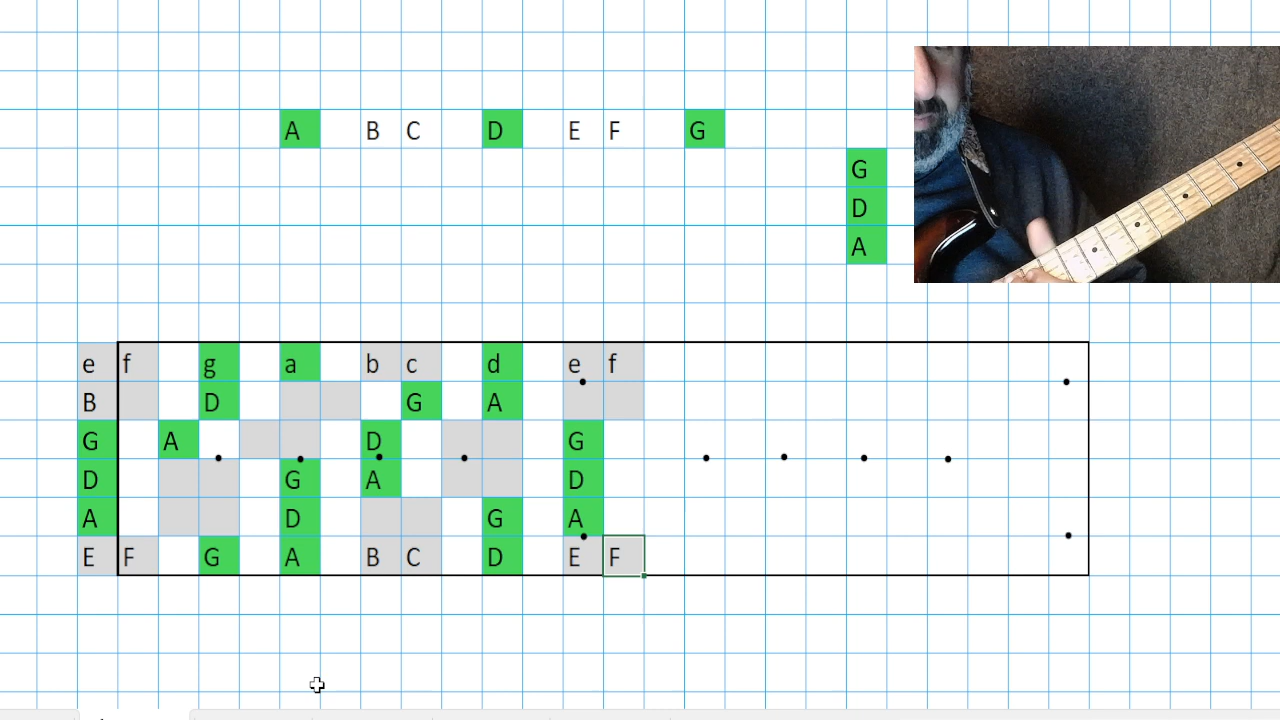 A B C D E F G
G
D
A
e f g a b c d e f
B D G A
G A D G
D G A D
A D G A
E F G A B C D E F